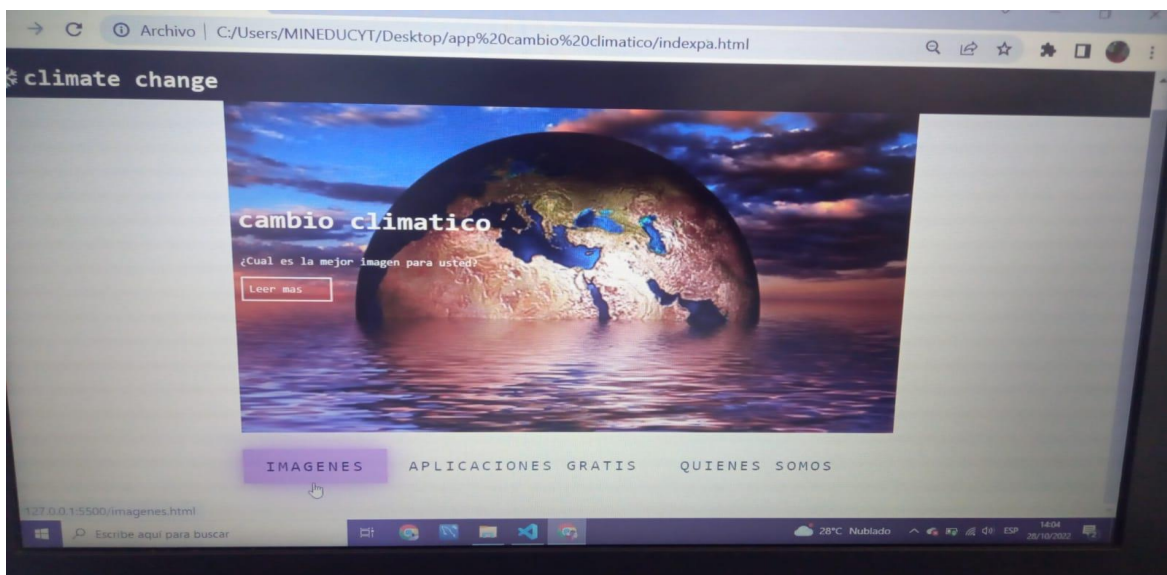 Archivo | C:/Users/MINEDUCYT/Desktop/app%20cambio%20climatico/indexpa.html
climate change
cambio climatico
¿Cual es la mejor imagen para usted?
Leer mas
IMAGENES APLICACIONES GRATIS QUIENES SOMOS
127.0.0.1:5500/imagenes.html
Escribe aquí para buscar
28°C Nublado
ESP
14:04
28/10/2022